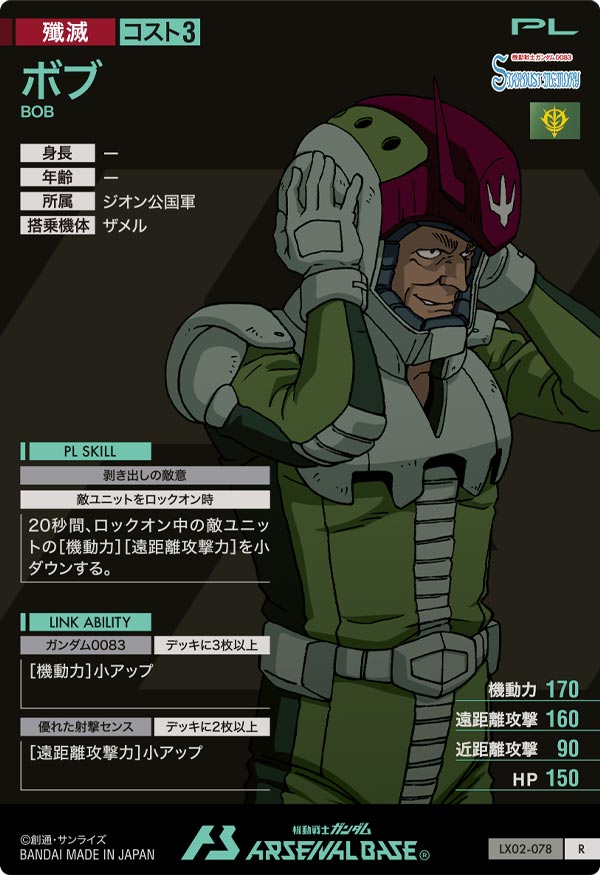 殲滅 コスト3
PL
ボブ
BOB
機動戦士ガンダム 0083
STARDUST MEMORY
身長 ー
年齢 ー
所属 ジオン公国軍
搭乗機体 ザメル
PL SKILL
剥き出しの敵意
敵ユニットをロックオン時
20秒間、ロックオン中の敵ユニッ
トの[機動力][遠距離攻撃力]を小
ダウンする。
LINK ABILITY
ガンダム0083 デッキに3枚以上
[機動力]小アップ
優れた射撃センス デッキに2枚以上
[遠距離攻撃力]小アップ
機動力 170
遠距離攻撃 160
近距離攻撃 90
HP 150
©創通・サンライズ
BANDAI MADE IN JAPAN
機動戦士ガンダム
ARSENAL BASE®
LX02-078 R